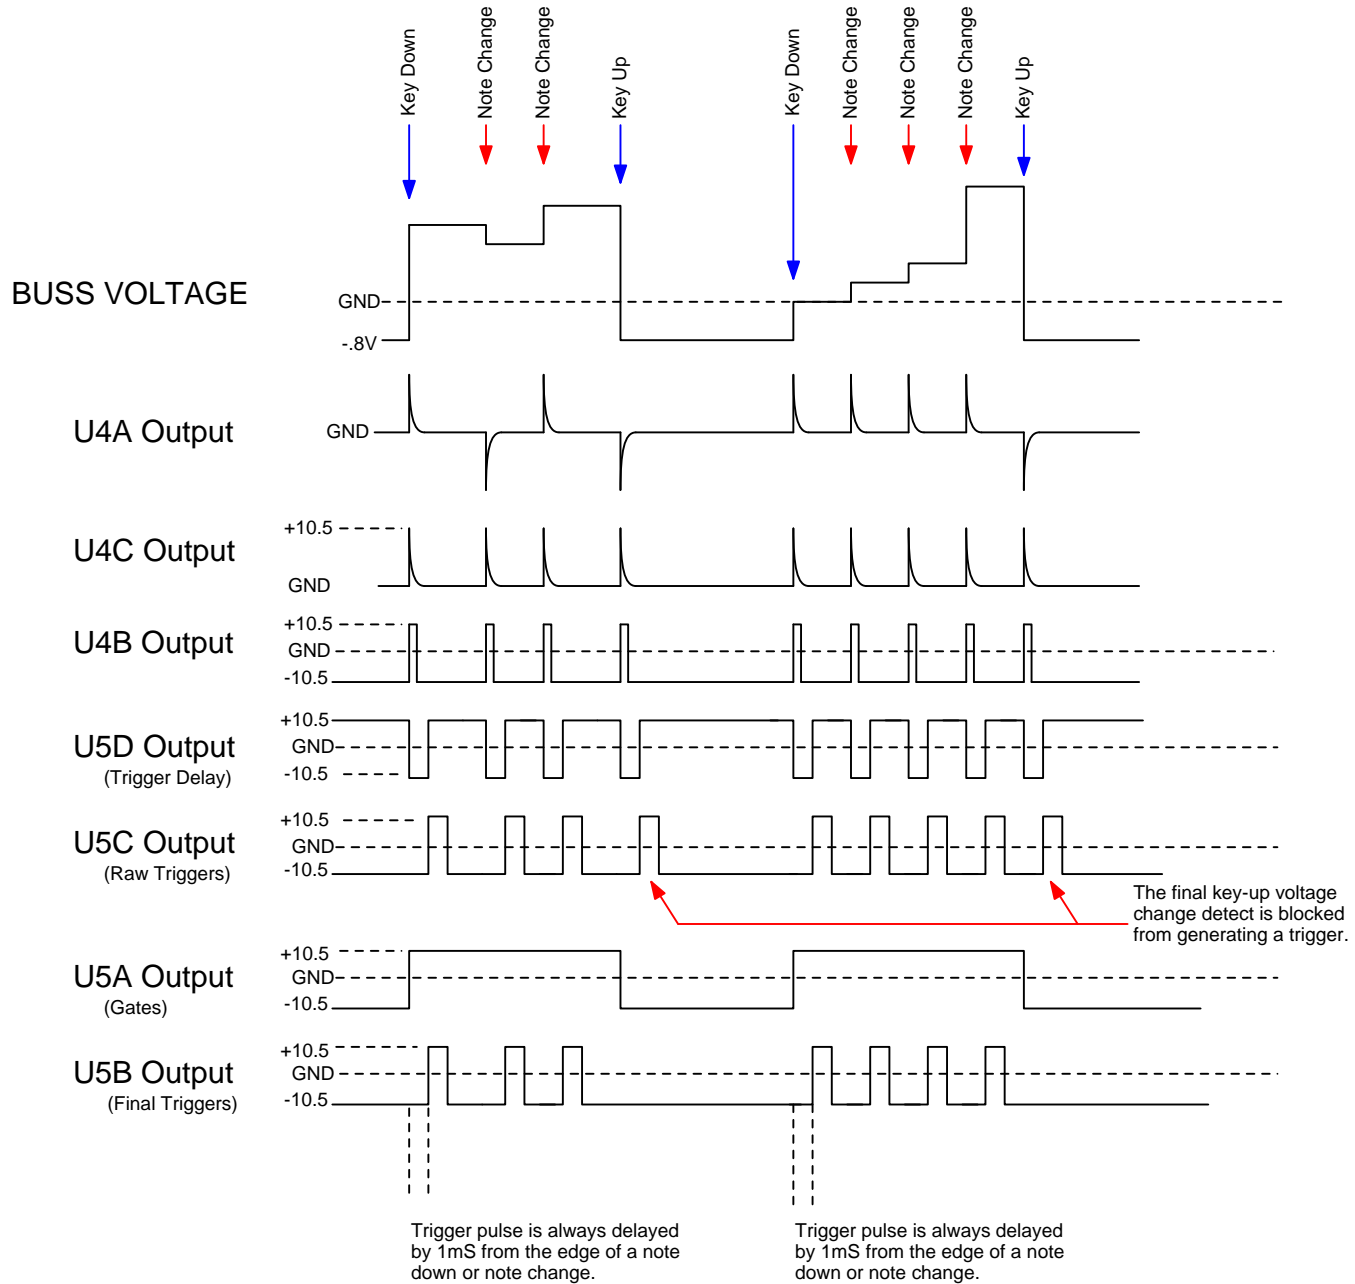 Key Down
Note Change
Note Change
Key Up
Key Down
Note Change
Note Change
Note Change
Key Up
BUSS VOLTAGE
GND
-.8V
U4A Output
GND
U4C Output
+10.5
GND
U4B Output
+10.5
GND
-10.5
U5D Output
(Trigger Delay)
+10.5
GND
-10.5
U5C Output
(Raw Triggers)
+10.5
GND
-10.5
The final key-up voltage
change detect is blocked
from generating a trigger.
U5A Output
(Gates)
+10.5
GND
-10.5
U5B Output
(Final Triggers)
+10.5
GND
-10.5
Trigger pulse is always delayed
by 1mS from the edge of a note
down or note change.
Trigger pulse is always delayed
by 1mS from the edge of a note
down or note change.